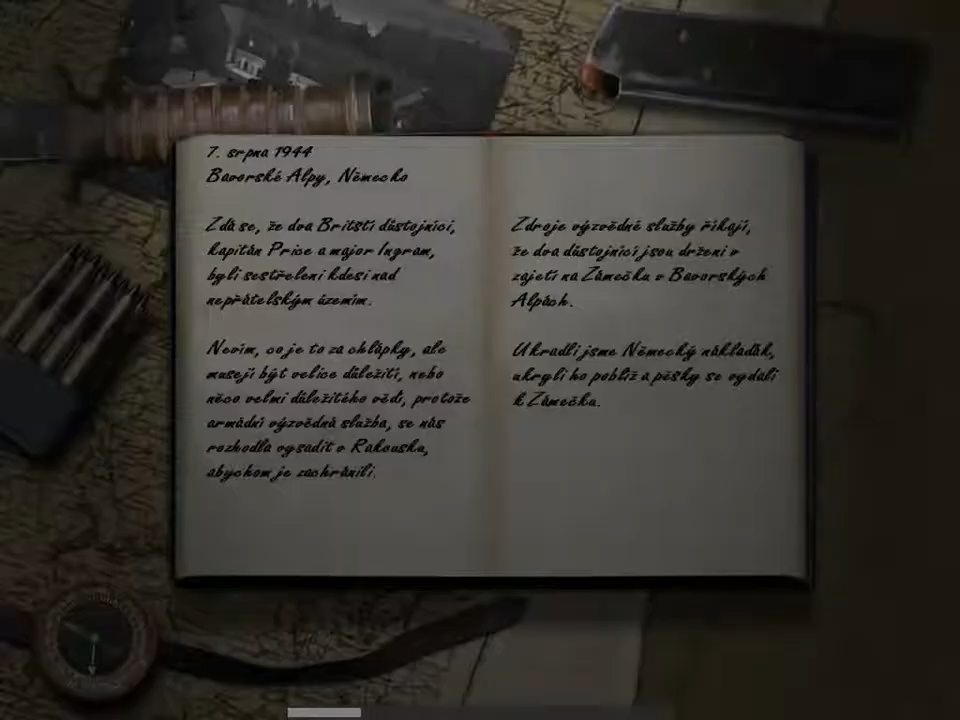 7. srpna 1944
Bavorské Alpy, Německo
Zdá se, že dva Britští důstojníci,
kapitán Price a major Ingram,
byli sestřeleni kdesi nad
nepřátelským územím.
Nevím, co je to za chlápky, ale
musejí být velice důležití, nebo
něco velmi důležitého vědí, protože
armádní výzvědná služba, se nás
rozhodla vysadit v Rakousku,
abychom je zachránili.
Zdroje výzvědné služby říkají,
že dva důstojníci jsou drženi v
zajetí na Zámečku v Bavorských
Alpách.
Ukradli jsme Německý náklaďák,
ukryli ho poblíž a pěšky se vydali
k Zámečku.